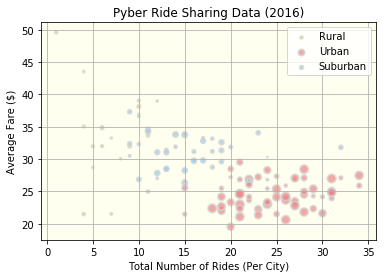 Pyber Ride Sharing Data (2016)
Rural
Urban
Suburban
Average Fare ($)
50
45
40
35
30
25
20
0 5 10 15 20 25 30 35
Total Number of Rides (Per City)